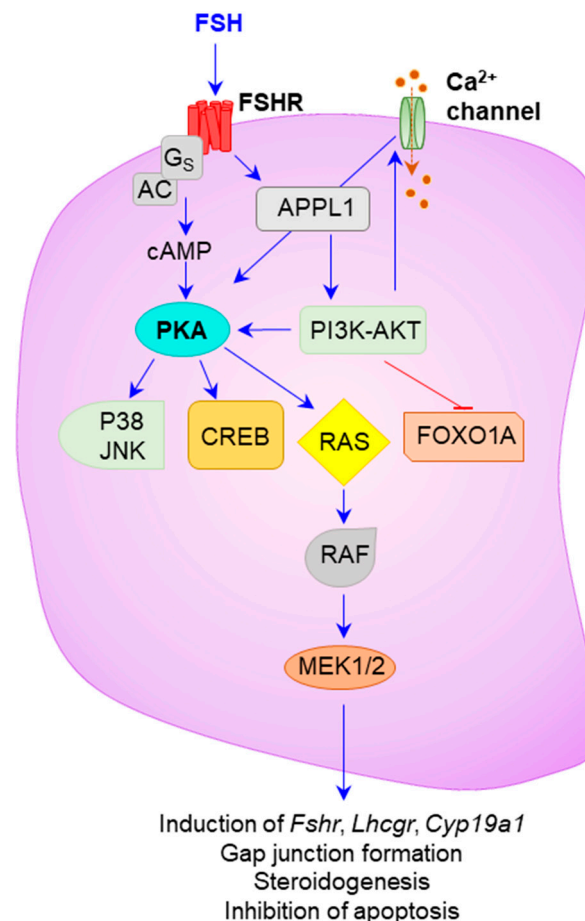 FSH
FSHR
Ca²⁺
channel
Gs
AC
APPL1
cAMP
PKA
PI3K-AKT
P38
JNK
CREB
RAS
FOXO1A
RAF
MEK1/2
Induction of Fshr, Lhcgr, Cyp19a1
Gap junction formation
Steroidogenesis
Inhibition of apoptosis